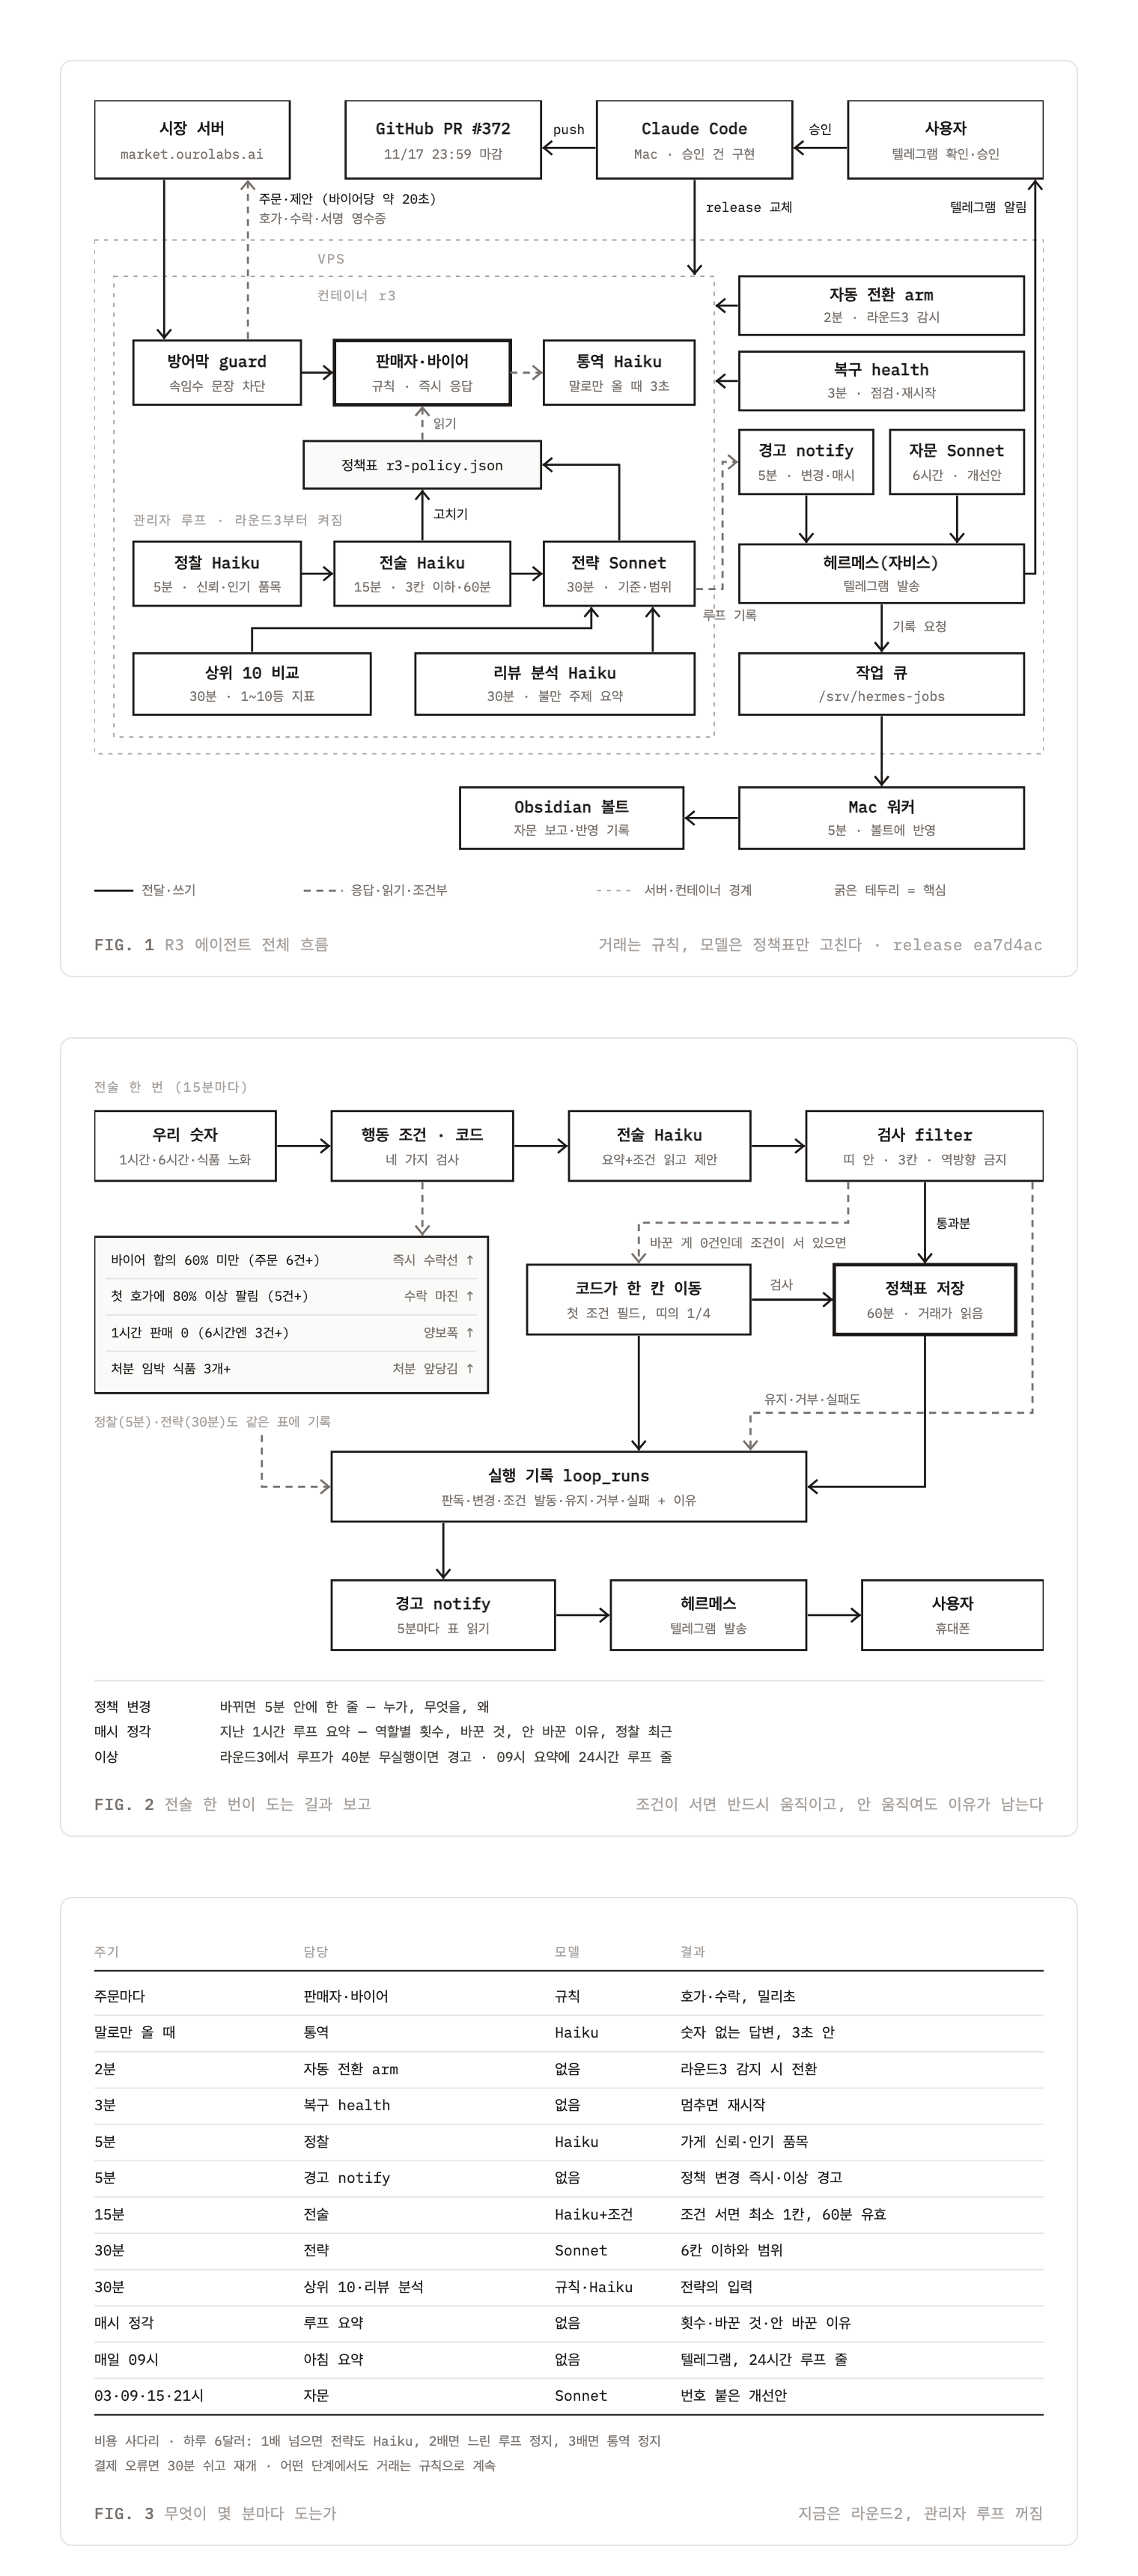 시장 서버
market.ourolabs.ai
GitHub PR #372
11/17 23:59 마감
push
Claude Code
Mac · 승인 건 구현
승인
사용자
텔레그램 확인·승인
주문·제안 (바이어당 약 20초)
호가·수락·서명 영수증
release 교체
텔레그램 알림
VPS
컨테이너 r3
자동 전환 arm
2분 · 라운드3 감시
방어막 guard
속임수 문장 차단
판매자·바이어
규칙 · 즉시 응답
통역 Haiku
말로만 올 때 3초
복구 health
3분 · 점검·재시작
읽기
정책표 r3-policy.json
경고 notify
5분 · 변경·매시
자문 Sonnet
6시간 · 개선안
고치기
관리자 루프 · 라운드3부터 켜짐
정찰 Haiku
5분 · 신뢰·인기 품목
전술 Haiku
15분 · 3칸 이하·60분
전략 Sonnet
30분 · 기준·범위
헤르메스(자비스)
텔레그램 발송
루프 기록
기록 요청
상위 10 비교
30분 · 1~10등 지표
리뷰 분석 Haiku
30분 · 불만 주제 요약
작업 큐
/srv/hermes-jobs
Obsidian 볼트
자문 보고·반영 기록
Mac 워커
5분 · 볼트에 반영
전달·쓰기
응답·읽기·조건부
서버·컨테이너 경계
굵은 테두리 = 핵심
FIG. 1 R3 에이전트 전체 흐름
거래는 규칙, 모델은 정책표만 고친다 · release ea7d4ac
전술 한 번 (15분마다)
우리 숫자
1시간·6시간·식품 노화
행동 조건 · 코드
네 가지 검사
전술 Haiku
요약+조건 읽고 제안
검사 filter
띠 안 · 3칸 · 역방향 금지
통과분
바꾼 게 0건인데 조건이 서 있으면
바이어 합의 60% 미만 (주문 6건+) 즉시 수락선 ↑
첫 호가에 80% 이상 팔림 (5건+) 수락 마진 ↑
1시간 판매 0 (6시간엔 3건+) 양보폭 ↑
처분 임박 식품 3개+ 처분 앞당김 ↑
코드가 한 칸 이동
첫 조건 필드, 띠의 1/4
검사
정책표 저장
60분 · 거래가 읽음
유지·거부·실패도
정찰(5분)·전략(30분)도 같은 표에 기록
실행 기록 loop_runs
판독·변경·조건 발동·유지·거부·실패 + 이유
경고 notify
5분마다 표 읽기
헤르메스
텔레그램 발송
사용자
휴대폰
정책 변경 바뀌면 5분 안에 한 줄 — 누가, 무엇을, 왜
매시 정각 지난 1시간 루프 요약 — 역할별 횟수, 바꾼 것, 안 바꾼 이유, 정찰 최근
이상 라운드3에서 루프가 40분 무실행이면 경고 · 09시 요약에 24시간 루프 줄
FIG. 2 전술 한 번이 도는 길과 보고
조건이 서면 반드시 움직이고, 안 움직여도 이유가 남는다
주기 담당 모델 결과
주문마다 판매자·바이어 규칙 호가·수락, 밀리초
말로만 올 때 통역 Haiku 숫자 없는 답변, 3초 안
2분 자동 전환 arm 없음 라운드3 감지 시 전환
3분 복구 health 없음 멈추면 재시작
5분 정찰 Haiku 가게 신뢰·인기 품목
5분 경고 notify 없음 정책 변경 즉시·이상 경고
15분 전술 Haiku+조건 조건 서면 최소 1칸, 60분 유효
30분 전략 Sonnet 6칸 이하와 범위
30분 상위 10·리뷰 분석 규칙·Haiku 전략의 입력
매시 정각 루프 요약 없음 횟수·바꾼 것·안 바꾼 이유
매일 09시 아침 요약 없음 텔레그램, 24시간 루프 줄
03·09·15·21시 자문 Sonnet 번호 붙은 개선안
비용 사다리 · 하루 6달러: 1배 넘으면 전략도 Haiku, 2배면 느린 루프 정지, 3배면 통역 정지
결제 오류면 30분 쉬고 재개 · 어떤 단계에서도 거래는 규칙으로 계속
FIG. 3 무엇이 몇 분마다 도는가
지금은 라운드2, 관리자 루프 꺼짐